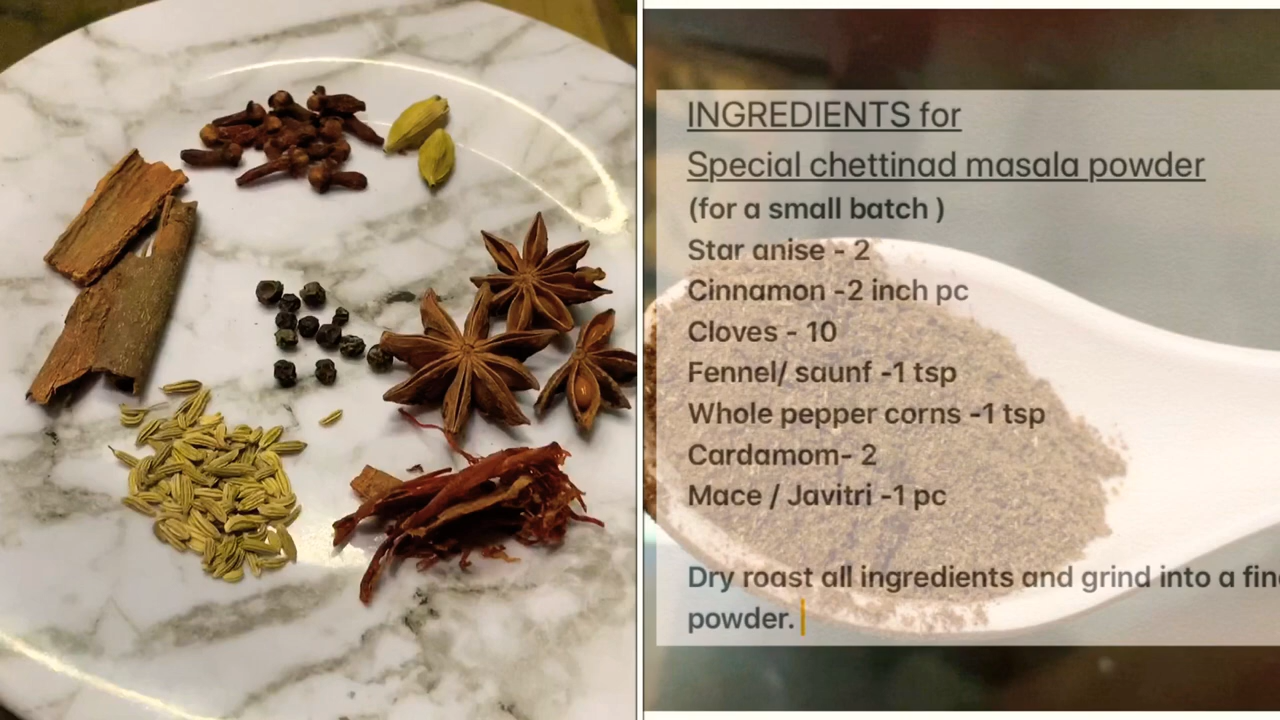 INGREDIENTS for
Special chettinad masala powder
(for a small batch )
Star anise - 2
Cinnamon -2 inch pc
Cloves - 10
Fennel/ saunf -1 tsp
Whole pepper corns -1 tsp
Cardamom- 2
Mace / Javitri -1 pc
Dry roast all ingredients and grind into a fin
powder.